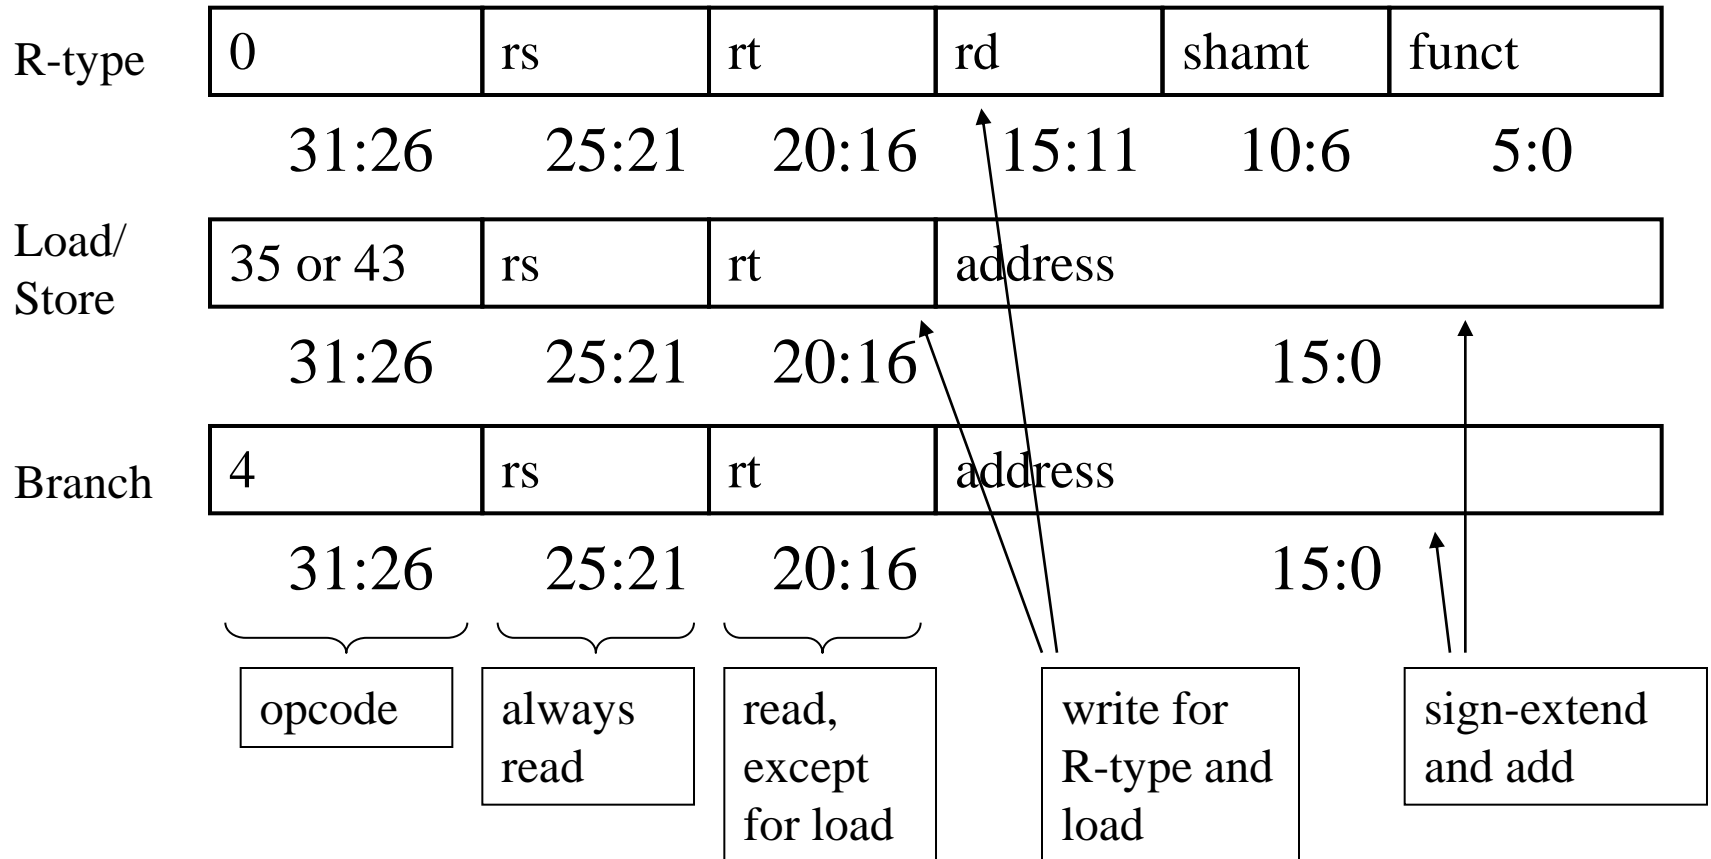 R-type 0 rs rt rd shamt funct
31:26 25:21 20:16 15:11 10:6 5:0
Load/
Store
35 or 43 rs rt address
31:26 25:21 20:16 15:0
Branch 4 rs rt address
31:26 25:21 20:16 15:0
opcode
always
read
read,
except
for load
write for
R-type and
load
sign-extend
and add